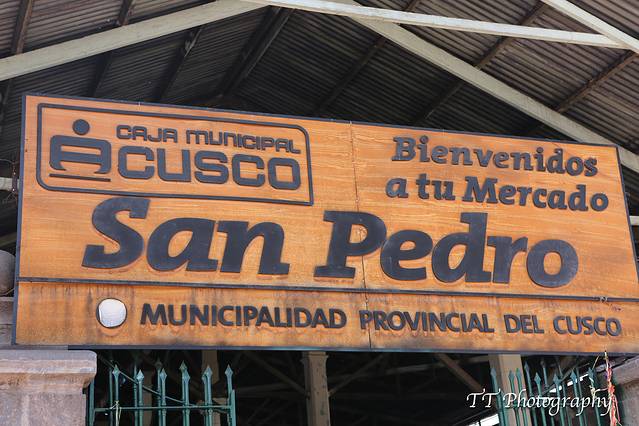 CAJA MUNICIPAL
CUSCO
Bienvenidos
a tu Mercado
San Pedro
MUNICIPALIDAD PROVINCIAL DEL CUSCO
TT Photography